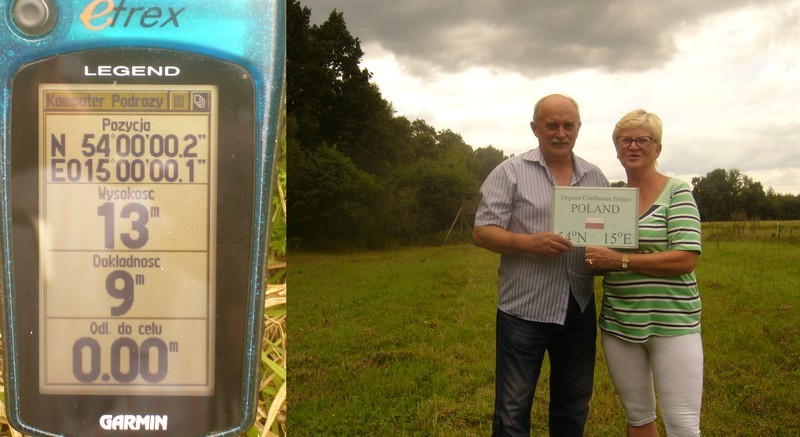 etrex
LEGEND
Komputer Podrozy
Pozycja
N 54°00'00.2"
E015°00'00.1"
Wysokosc
13m
Dokladnosc
9m
Odl. do celu
0.00m
GARMIN
Degree Confluence Project
POLAND
54°N 15°E